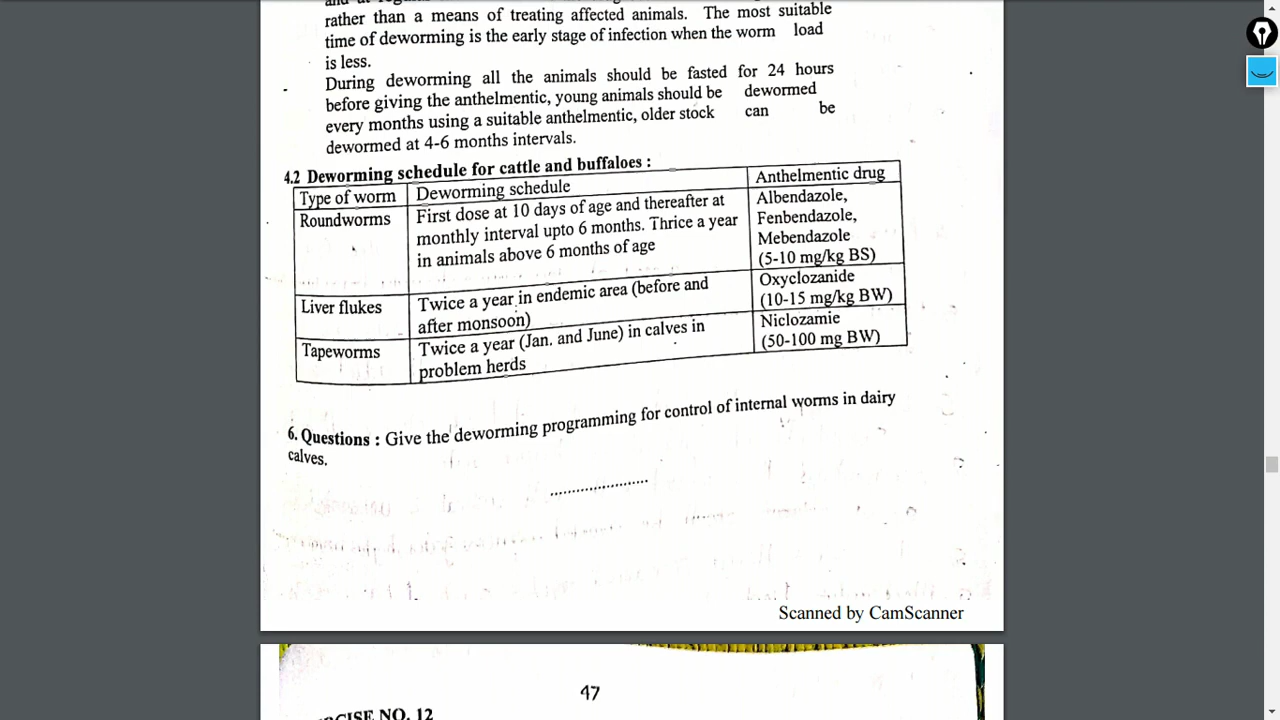 rather than a means of treating affected animals. The most suitable
time of deworming is the early stage of infection when the worm load
is less.
During deworming all the animals should be fasted for 24 hours
before giving the anthelmentic, young animals should be dewormed
every months using a suitable anthelmentic, older stock can be
dewormed at 4-6 months intervals.
4.2 Deworming schedule for cattle and buffaloes :
Type of worm Deworming schedule Anthelmentic drug
Roundworms First dose at 10 days of age and thereafter at Albendazole,
monthly interval upto 6 months. Thrice a year Fenbendazole,
in animals above 6 months of age Mebendazole
(5-10 mg/kg BS)
Liver flukes Twice a year in endemic area (before and Oxyclozanide
after monsoon) (10-15 mg/kg BW)
Tapeworms Twice a year (Jan. and June) in calves in Niclozamie
problem herds (50-100 mg BW)
6. Questions : Give the deworming programming for control of internal worms in dairy
calves.
........................
Scanned by CamScanner
47
CISE NO. 12